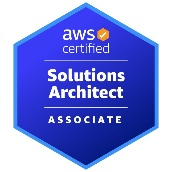 aws
certified
Solutions
Architect
ASSOCIATE